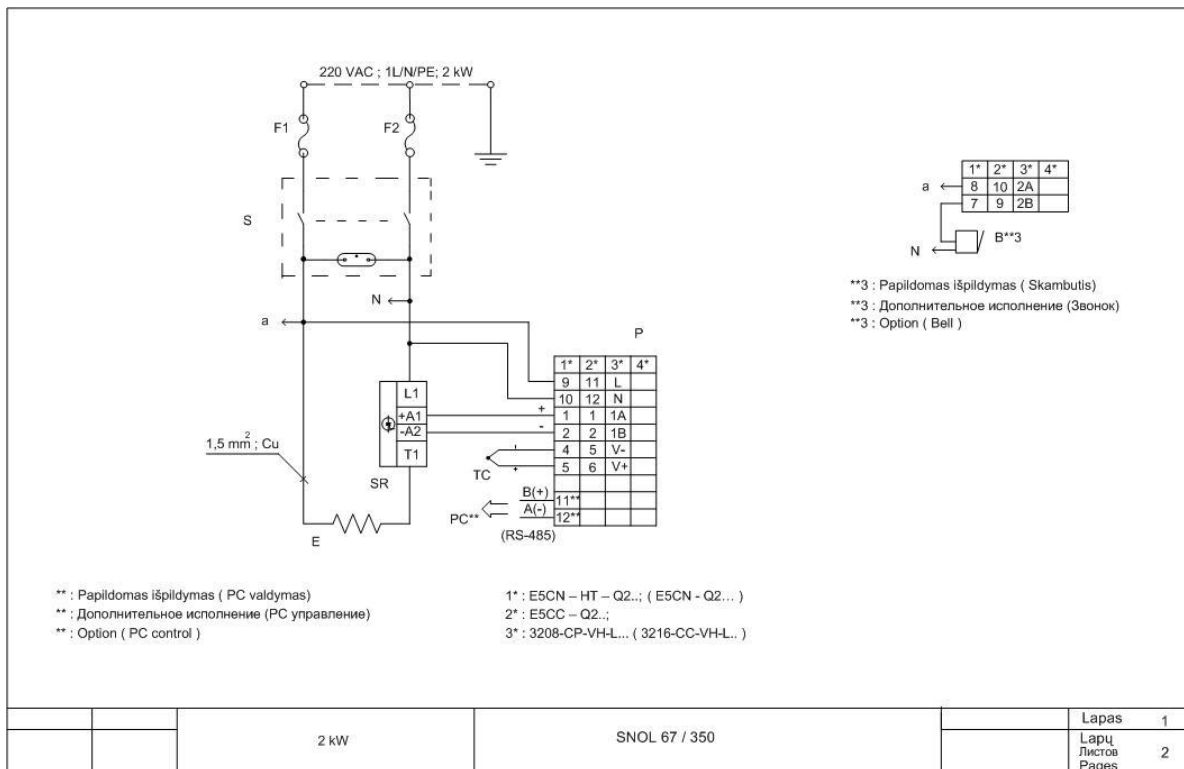 220 VAC ; 1L/N/PE; 2 kW
F1
F2
S
N
a
1,5 mm2 ; Cu
L1
+A1
-A2
T1
SR
E
P
1* 2* 3* 4*
9 11 L
10 12 N
+ 1 1 1A
- 2 2 1B
- 4 5 V-
+ 5 6 V+
TC
B(+) 11**
A(-) 12**
PC**
(RS-485)
1* 2* 3* 4*
a 8 10 2A
7 9 2B
N
B**3
**3 : Papildomas išpildymas ( Skambutis)
**3 : Дополнительное исполнение (Звонок)
**3 : Option ( Bell )
** : Papildomas išpildymas ( PC valdymas)
** : Дополнительное исполнение (PC управление)
** : Option ( PC control )
1* : E5CN – HT – Q2..; ( E5CN - Q2... )
2* : E5CC – Q2..;
3* : 3208-CP-VH-L... ( 3216-CC-VH-L.. )
2 kW
SNOL 67 / 350
Lapas 1
Lapų
Листов 2
Pages